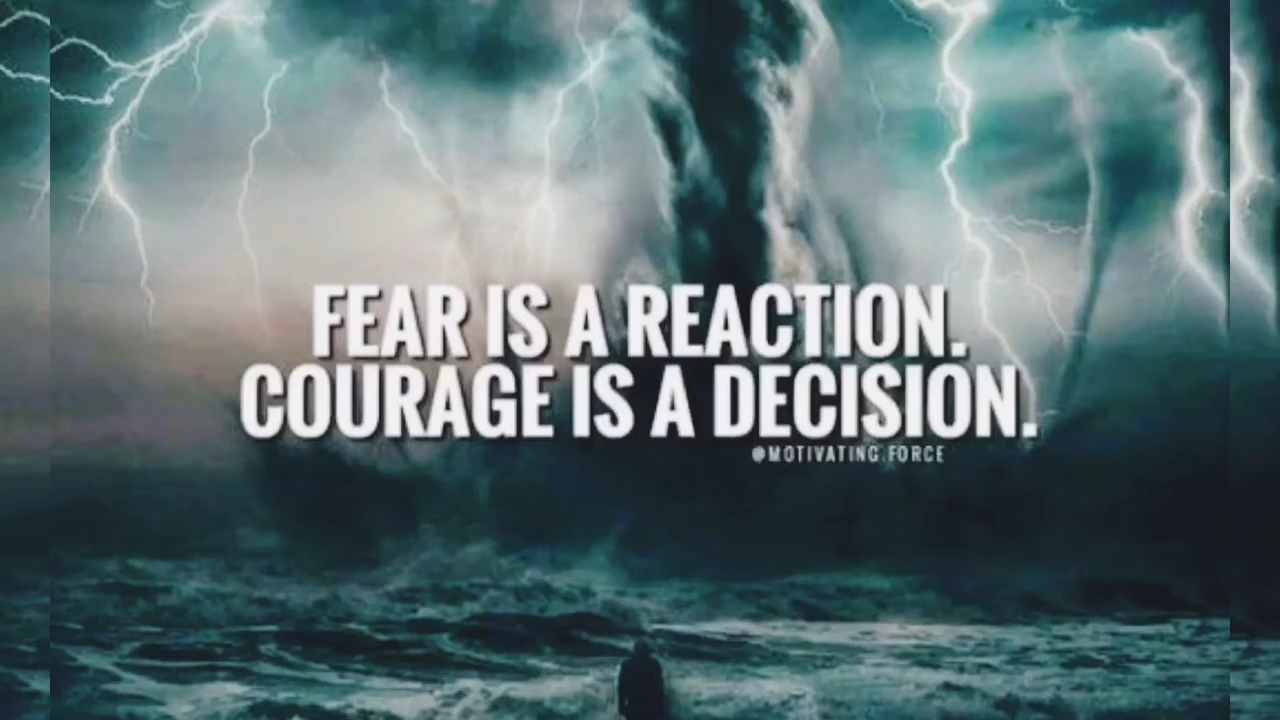 FEAR IS A REACTION.
COURAGE IS A DECISION.
@MOTIVATING.FORCE